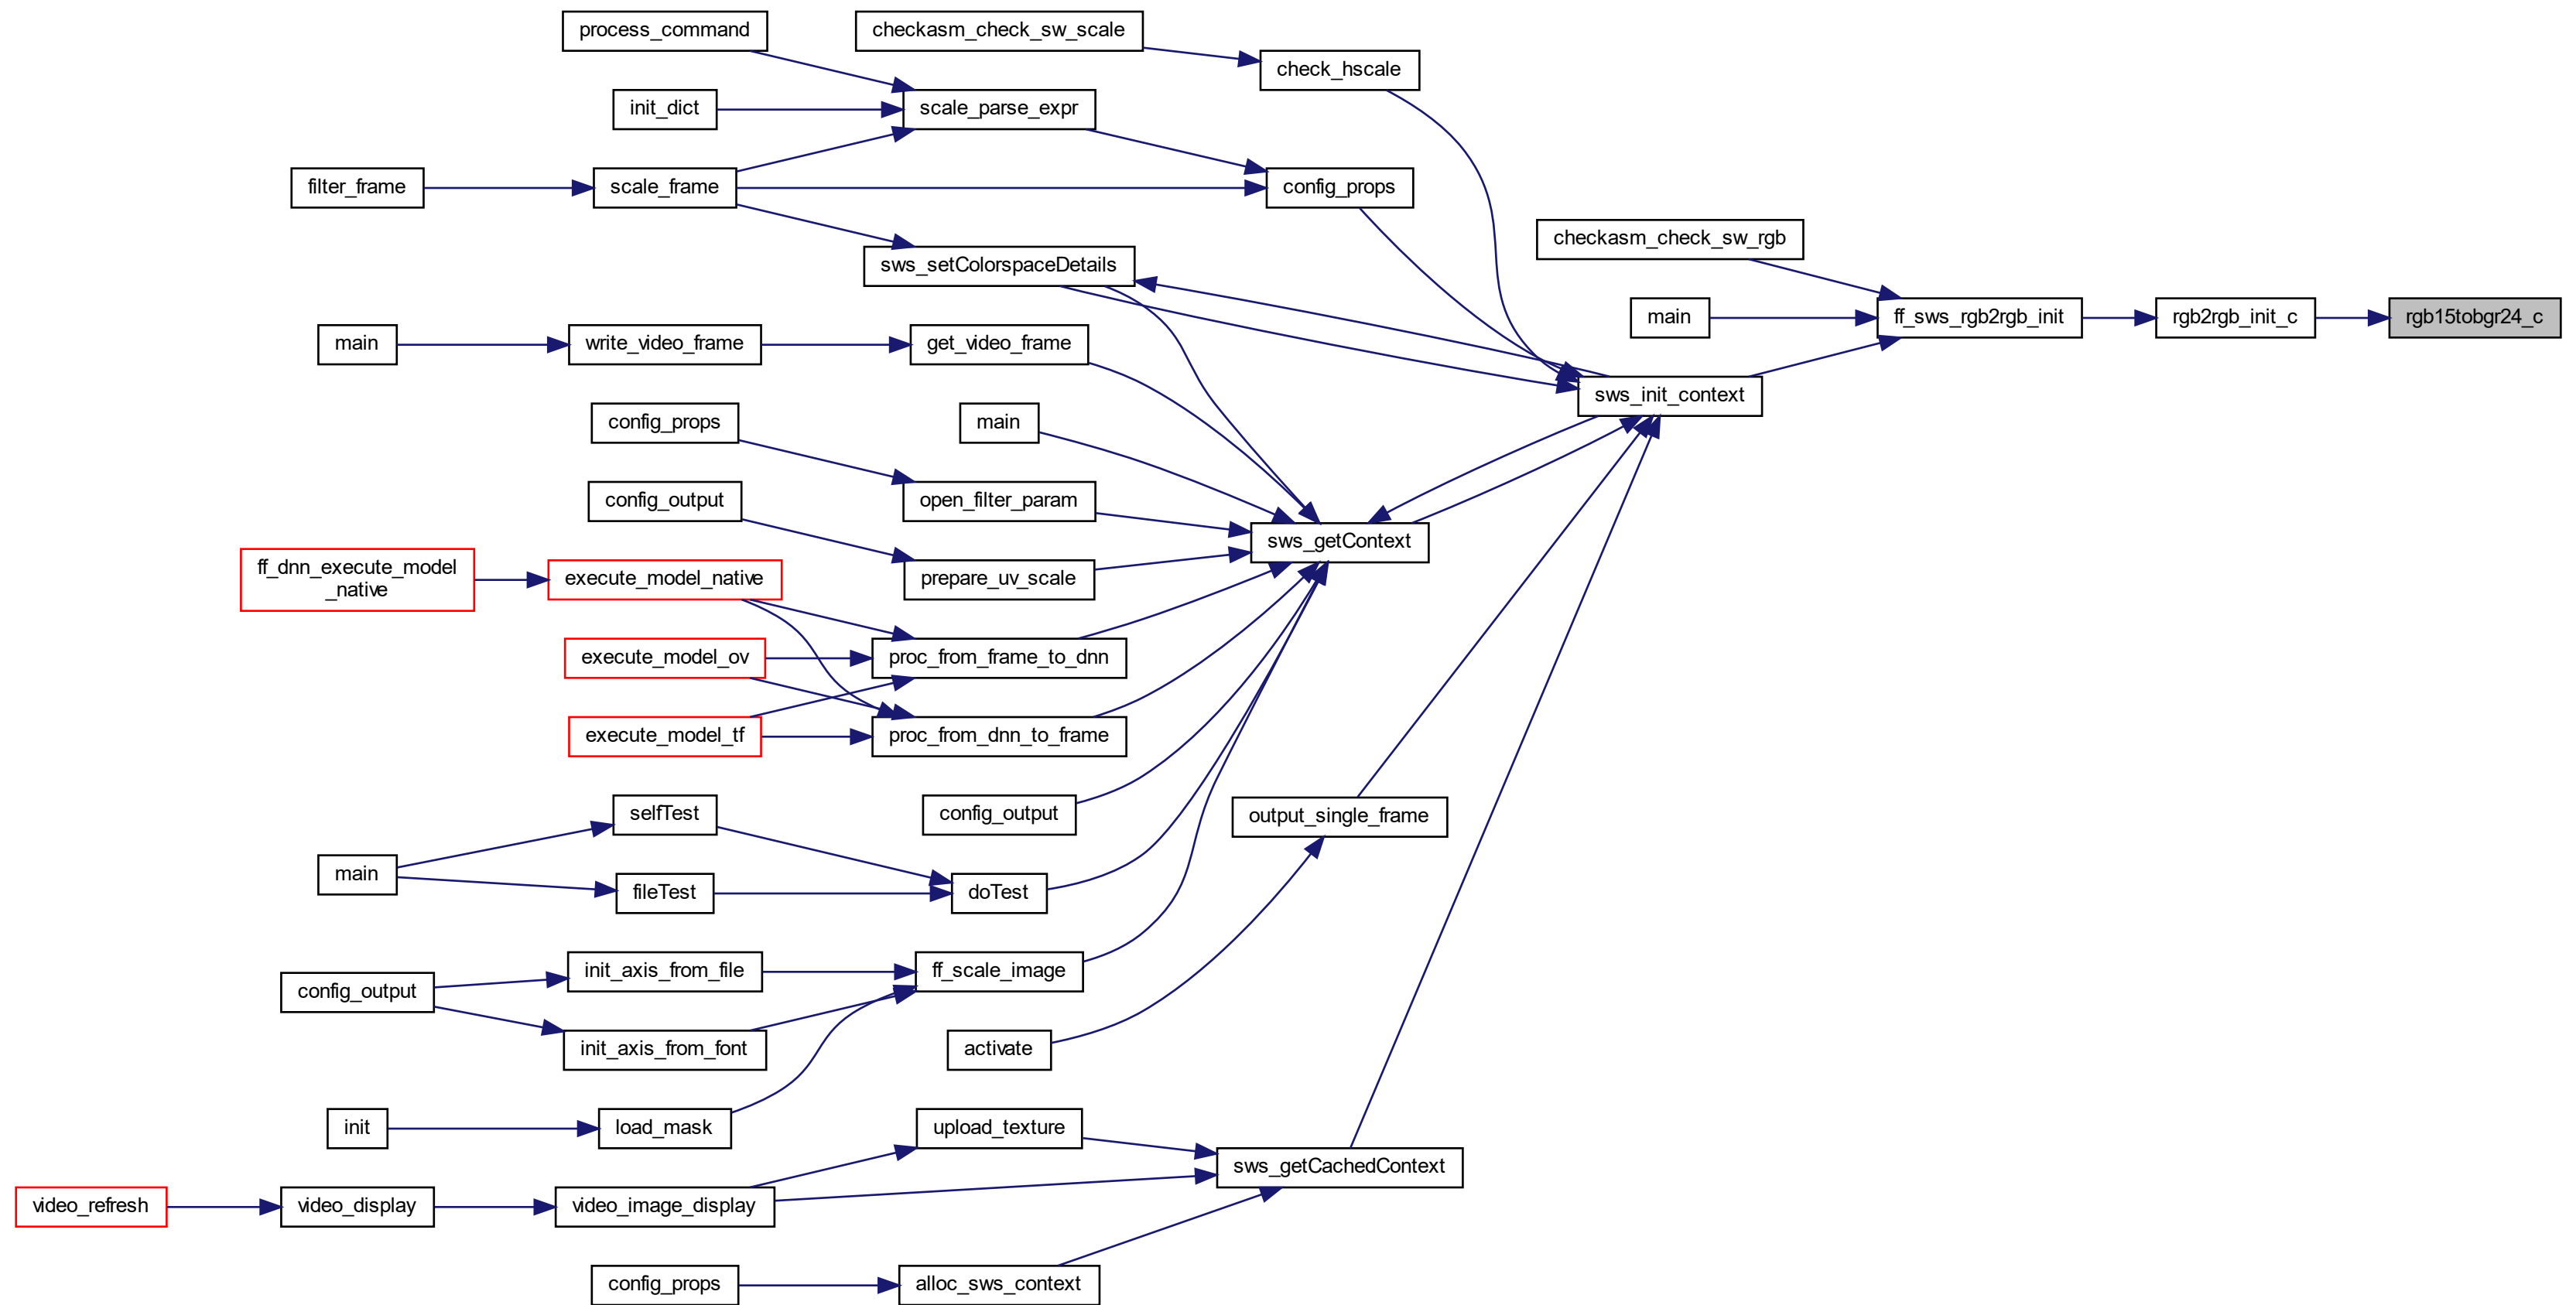 process_command
checkasm_check_sw_scale
check_hscale
init_dict
scale_parse_expr
filter_frame
scale_frame
config_props
checkasm_check_sw_rgb
sws_setColorspaceDetails
main
ff_sws_rgb2rgb_init
rgb2rgb_init_c
rgb15tobgr24_c
main
write_video_frame
get_video_frame
sws_init_context
config_props
main
config_output
open_filter_param
sws_getContext
ff_dnn_execute_model
_native
execute_model_native
prepare_uv_scale
execute_model_ov
proc_from_frame_to_dnn
execute_model_tf
proc_from_dnn_to_frame
selfTest
config_output
output_single_frame
main
fileTest
doTest
config_output
init_axis_from_file
ff_scale_image
init_axis_from_font
activate
init
load_mask
upload_texture
sws_getCachedContext
video_refresh
video_display
video_image_display
config_props
alloc_sws_context